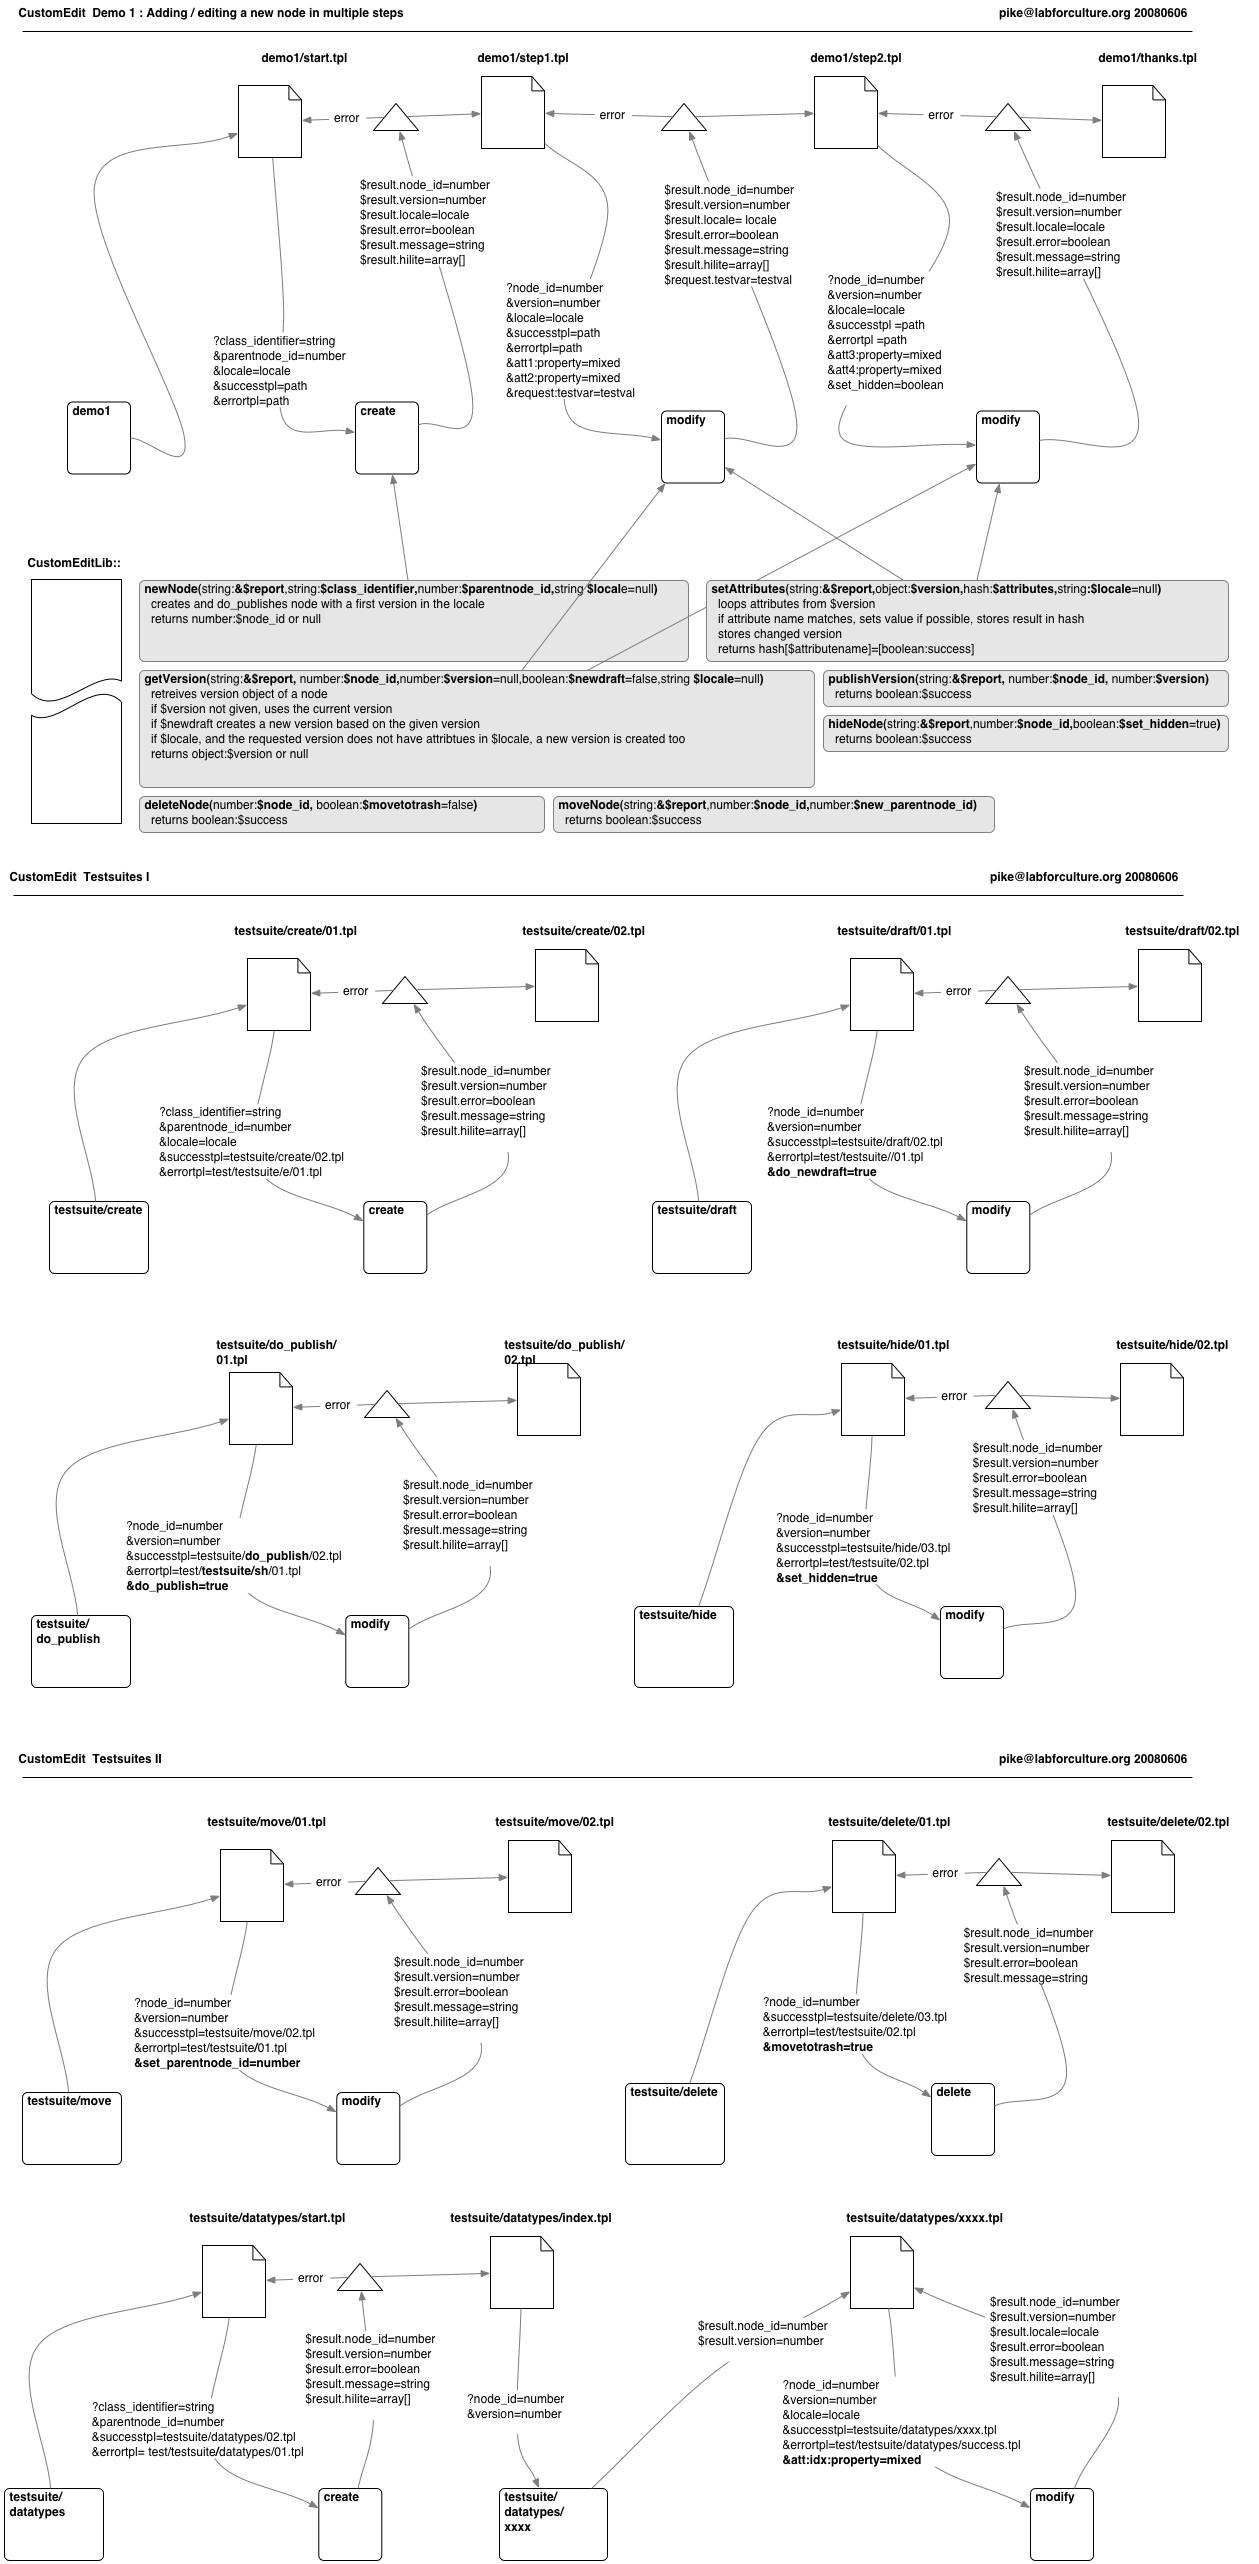 CustomEdit  Demo 1 : Adding / editing a new node in multiple steps
pike@labforculture.org 20080606
demo1/start.tpl
demo1/step1.tpl
demo1/step2.tpl
demo1/thanks.tpl
error
error
error
$result.node_id=number
$result.version=number
$result.locale=locale
$result.error=boolean
$result.message=string
$result.hilite=array[]
$result.node_id=number
$result.version=number
$result.locale= locale
$result.error=boolean
$result.message=string
$result.hilite=array[]
$request.testvar=testval
$result.node_id=number
$result.version=number
$result.locale=locale
$result.error=boolean
$result.message=string
$result.hilite=array[]
?class_identifier=string
&parentnode_id=number
&locale=locale
&successtpl=path
&errortpl=path
?node_id=number
&version=number
&locale=locale
&successtpl=path
&errortpl=path
&att1:property=mixed
&att2:property=mixed
&request:testvar=testval
?node_id=number
&version=number
&locale=locale
&successtpl =path
&errortpl =path
&att3:property=mixed
&att4:property=mixed
&set_hidden=boolean
demo1
create
modify
modify
CustomEditLib::
newNode(string:&$report,string:$class_identifier,number:$parentnode_id,string $locale=null)
creates and do_publishes node with a first version in the locale
returns number:$node_id or null
setAttributes(string:&$report,object:$version,hash:$attributes,string:$locale=null)
loops attributes from $version
if attribute name matches, sets value if possible, stores result in hash
stores changed version
returns hash[$attributename]=[boolean:success]
getVersion(string:&$report, number:$node_id,number:$version=null,boolean:$newdraft=false,string $locale=null)
retreives version object of a node
if $version not given, uses the current version
if $newdraft creates a new version based on the given version
if $locale, and the requested version does not have attribtues in $locale, a new version is created too
returns object:$version or null
publishVersion(string:&$report, number:$node_id, number:$version)
returns boolean:$success
hideNode(string:&$report,number:$node_id,boolean:$set_hidden=true)
returns boolean:$success
deleteNode(number:$node_id, boolean:$movetotrash=false)
returns boolean:$success
moveNode(string:&$report,number:$node_id,number:$new_parentnode_id)
returns boolean:$success
CustomEdit  Testsuites I
pike@labforculture.org 20080606
testsuite/create/01.tpl
testsuite/create/02.tpl
error
$result.node_id=number
$result.version=number
$result.error=boolean
$result.message=string
$result.hilite=array[]
?class_identifier=string
&parentnode_id=number
&locale=locale
&successtpl=testsuite/create/02.tpl
&errortpl=test/testsuite/e/01.tpl
testsuite/create
create
testsuite/draft/01.tpl
testsuite/draft/02.tpl
error
$result.node_id=number
$result.version=number
$result.error=boolean
$result.message=string
$result.hilite=array[]
?node_id=number
&version=number
&successtpl=testsuite/draft/02.tpl
&errortpl=test/testsuite//01.tpl
&do_newdraft=true
testsuite/draft
modify
testsuite/do_publish/
01.tpl
testsuite/do_publish/
02.tpl
error
$result.node_id=number
$result.version=number
$result.error=boolean
$result.message=string
$result.hilite=array[]
?node_id=number
&version=number
&successtpl=testsuite/do_publish/02.tpl
&errortpl=test/testsuite/sh/01.tpl
&do_publish=true
testsuite/
do_publish
modify
testsuite/hide/01.tpl
testsuite/hide/02.tpl
error
$result.node_id=number
$result.version=number
$result.error=boolean
$result.message=string
$result.hilite=array[]
?node_id=number
&version=number
&successtpl=testsuite/hide/03.tpl
&errortpl=test/testsuite/02.tpl
&set_hidden=true
testsuite/hide
modify
CustomEdit  Testsuites II
pike@labforculture.org 20080606
testsuite/move/01.tpl
testsuite/move/02.tpl
error
$result.node_id=number
$result.version=number
$result.error=boolean
$result.message=string
$result.hilite=array[]
?node_id=number
&version=number
&successtpl=testsuite/move/02.tpl
&errortpl=test/testsuite/01.tpl
&set_parentnode_id=number
testsuite/move
modify
testsuite/delete/01.tpl
testsuite/delete/02.tpl
error
$result.node_id=number
$result.version=number
$result.error=boolean
$result.message=string
?node_id=number
&successtpl=testsuite/delete/03.tpl
&errortpl=test/testsuite/02.tpl
&movetotrash=true
testsuite/delete
delete
testsuite/datatypes/start.tpl
testsuite/datatypes/index.tpl
testsuite/datatypes/xxxx.tpl
error
$result.node_id=number
$result.version=number
$result.error=boolean
$result.message=string
$result.hilite=array[]
?class_identifier=string
&parentnode_id=number
&successtpl=testsuite/datatypes/02.tpl
&errortpl= test/testsuite/datatypes/01.tpl
?node_id=number
&version=number
$result.node_id=number
$result.version=number
$result.node_id=number
$result.version=number
$result.locale=locale
$result.error=boolean
$result.message=string
$result.hilite=array[]
?node_id=number
&version=number
&locale=locale
&successtpl=testsuite/datatypes/xxxx.tpl
&errortpl=test/testsuite/datatypes/success.tpl
&att:idx:property=mixed
testsuite/
datatypes
create
testsuite/
datatypes/
xxxx
modify